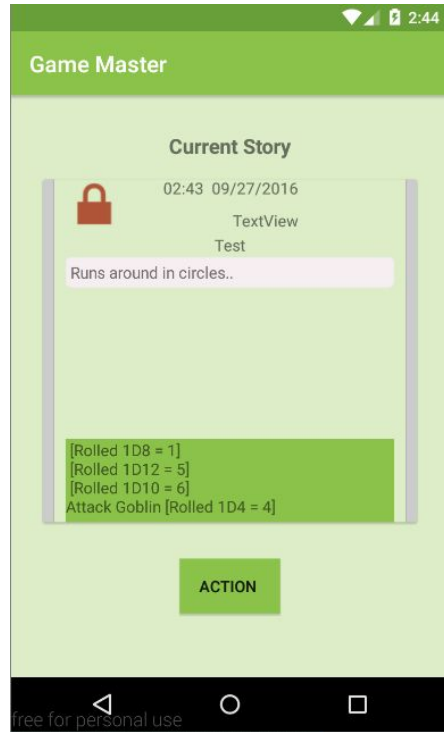 2:44
Game Master
Current Story
02:43 09/27/2016
TextView
Test
Runs around in circles..
[Rolled 1D8 = 1]
[Rolled 1D12 = 5]
[Rolled 1D10 = 6]
Attack Goblin [Rolled 1D4 = 4]
ACTION
free for personal use